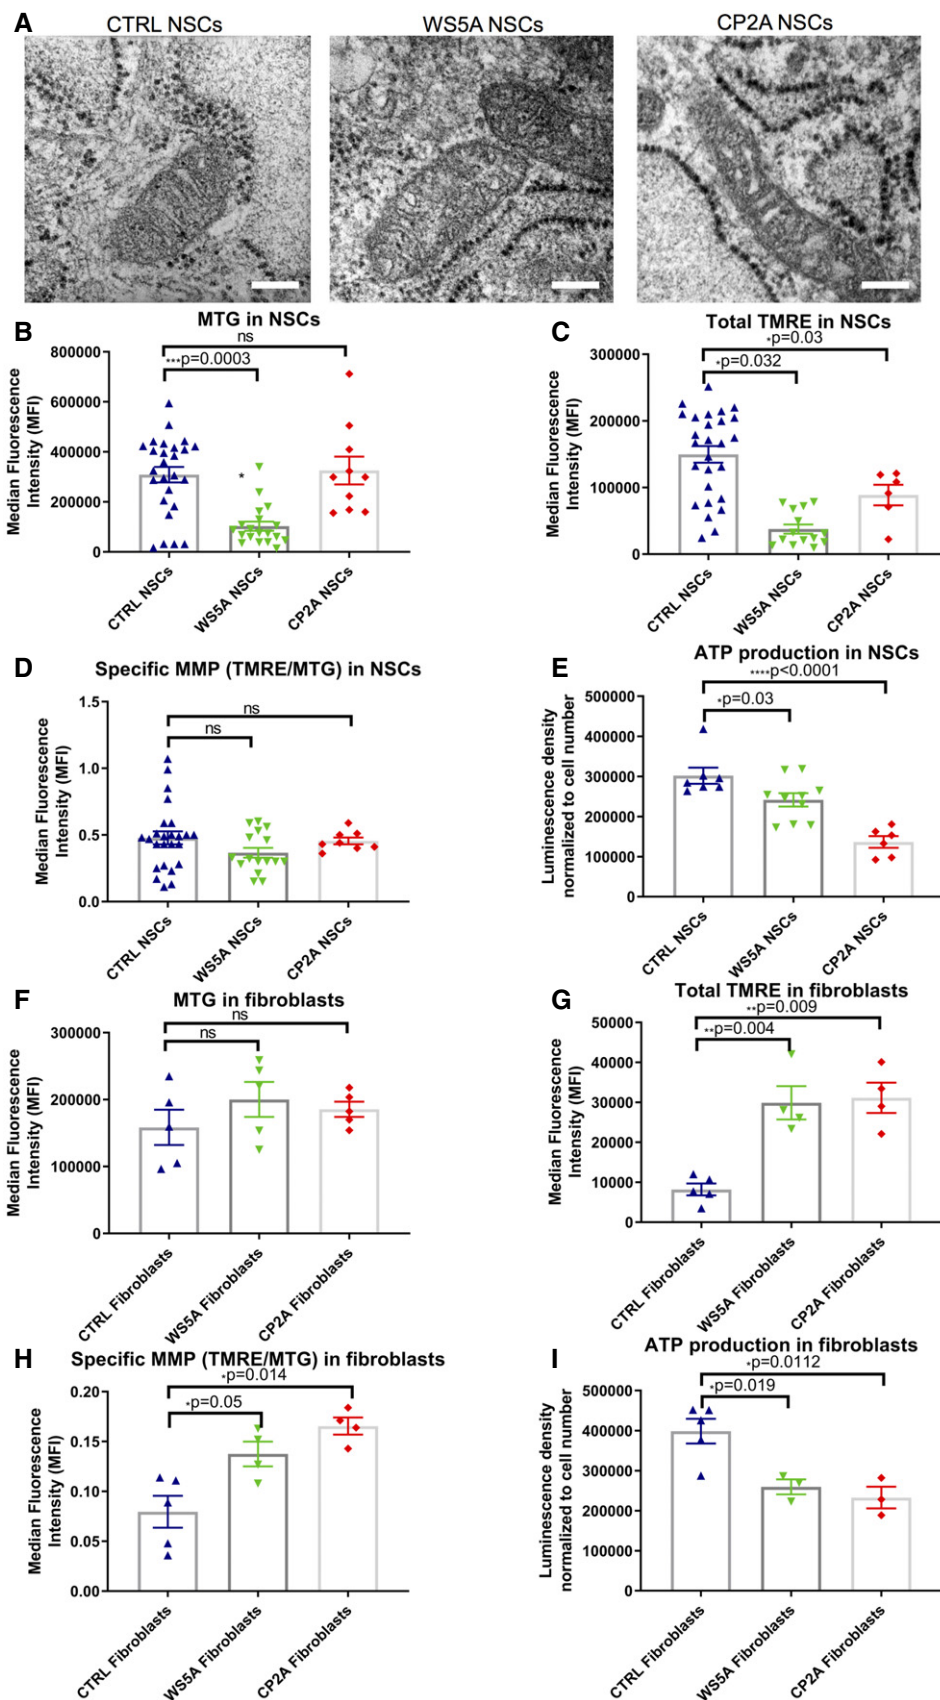 A
CTRL NSCs
WS5A NSCs
CP2A NSCs
B
MTG in NSCs
ns
***p=0.0003
*
Median Fluorescence
Intensity (MFI)
800000
600000
400000
200000
0
CTRL NSCs
WS5A NSCs
CP2A NSCs
C
Total TMRE in NSCs
*p=0.03
*p=0.032
Median Fluorescence
Intensity (MFI)
300000
200000
100000
0
CTRL NSCs
WS5A NSCs
CP2A NSCs
D
Specific MMP (TMRE/MTG) in NSCs
ns
ns
Median Fluorescence
Intensity (MFI)
1.5
1.0
0.5
0.0
CTRL NSCs
WS5A NSCs
CP2A NSCs
E
ATP production in NSCs
****p<0.0001
*p=0.03
Luminescence density
normalized to cell number
500000
400000
300000
200000
100000
0
CTRL NSCs
WS5A NSCs
CP2A NSCs
F
MTG in fibroblasts
ns
ns
Median Fluorescence
Intensity (MFI)
300000
200000
100000
0
CTRL Fibroblasts
WS5A Fibroblasts
CP2A Fibroblasts
G
Total TMRE in fibroblasts
**p=0.009
**p=0.004
Median Fluorescence
Intensity (MFI)
50000
40000
30000
20000
10000
0
CTRL Fibroblasts
WS5A Fibroblasts
CP2A Fibroblasts
H
Specific MMP (TMRE/MTG) in fibroblasts
*p=0.014
*p=0.05
Median Fluorescence
Intensity (MFI)
0.20
0.15
0.10
0.05
0.00
CTRL Fibroblasts
WS5A Fibroblasts
CP2A Fibroblasts
I
ATP production in fibroblasts
*p=0.0112
*p=0.019
Luminescence density
normalized to cell number
500000
400000
300000
200000
100000
0
CTRL Fibroblasts
WS5A Fibroblasts
CP2A Fibroblasts